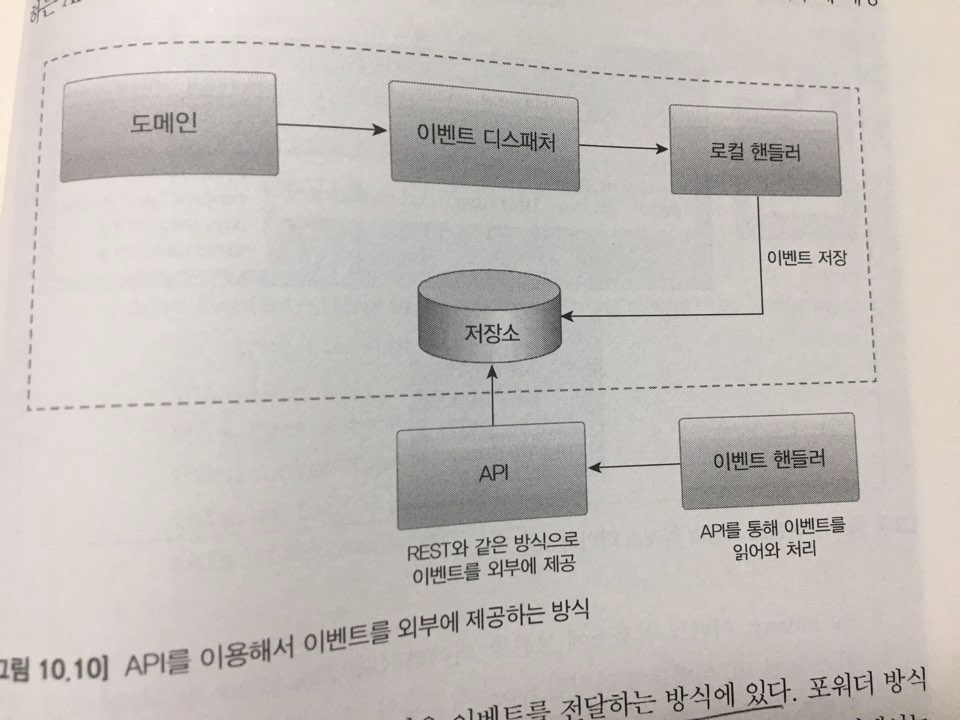 도메인
이벤트 디스패처
로컬 핸들러
이벤트 저장
저장소
API
이벤트 핸들러
REST와 같은 방식으로
이벤트를 외부에 제공
API를 통해 이벤트를
읽어와 처리
그림 10.10] API를 이용해서 이벤트를 외부에 제공하는 방식
이벤트를 전달하는 방식에 있다. 포워더 방식